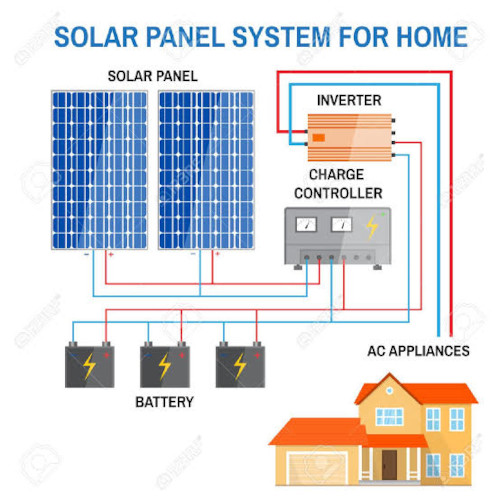 SOLAR PANEL SYSTEM FOR HOME
SOLAR PANEL
INVERTER
CHARGE
CONTROLLER
AC APPLIANCES
BATTERY